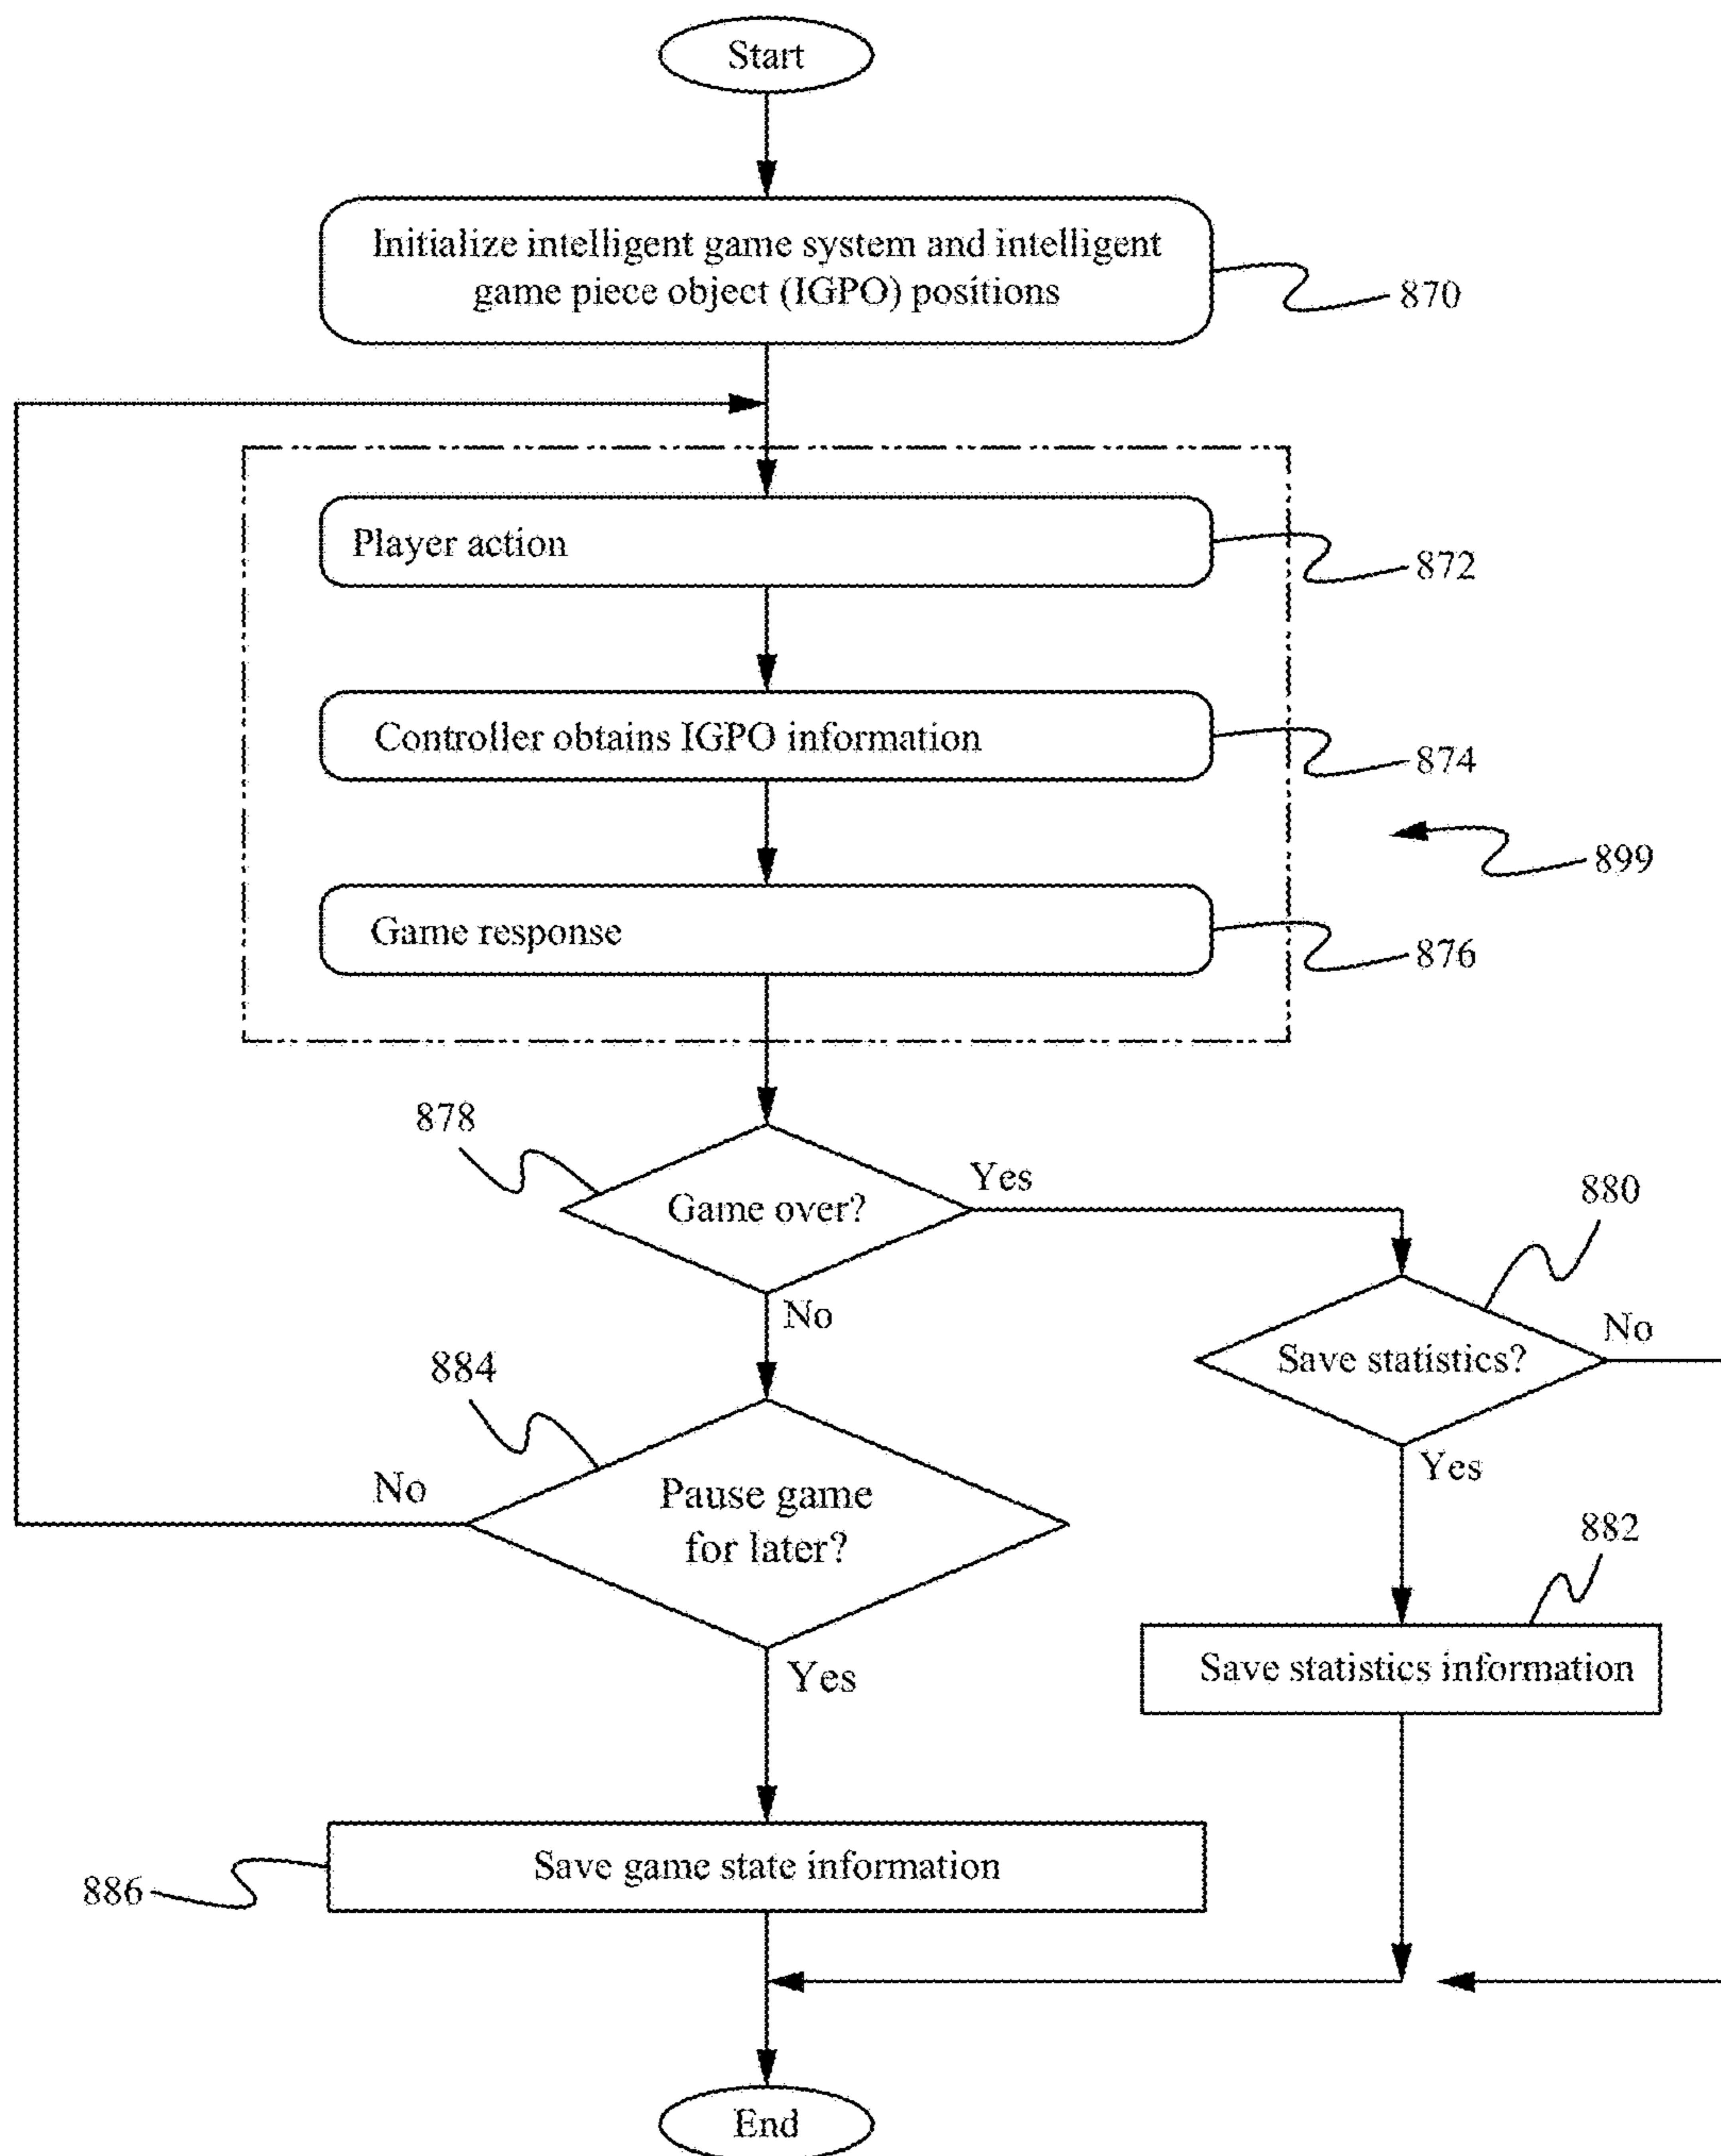 Start
Initialize intelligent game system and intelligent
game piece object (IGPO) positions
870
Player action
872
Controller obtains IGPO information
874
899
Game response
876
878
Game over?
Yes
No
880
Save statistics?
No
Yes
884
Pause game
for later?
No
Yes
882
Save statistics information
Save game state information
886
End